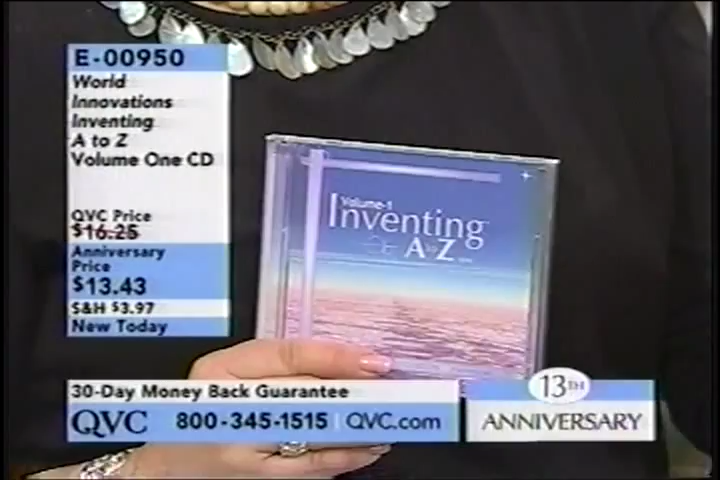 E-00950
World
Innovations
Inventing
A to Z
Volume One CD
QVC Price
$16.25
Anniversary
Price
$13.43
S&H $3.97
New Today
Volume-1
Inventing
A to Z
30-Day Money Back Guarantee
QVC 800-345-1515 QVC.com
13TH
ANNIVERSARY